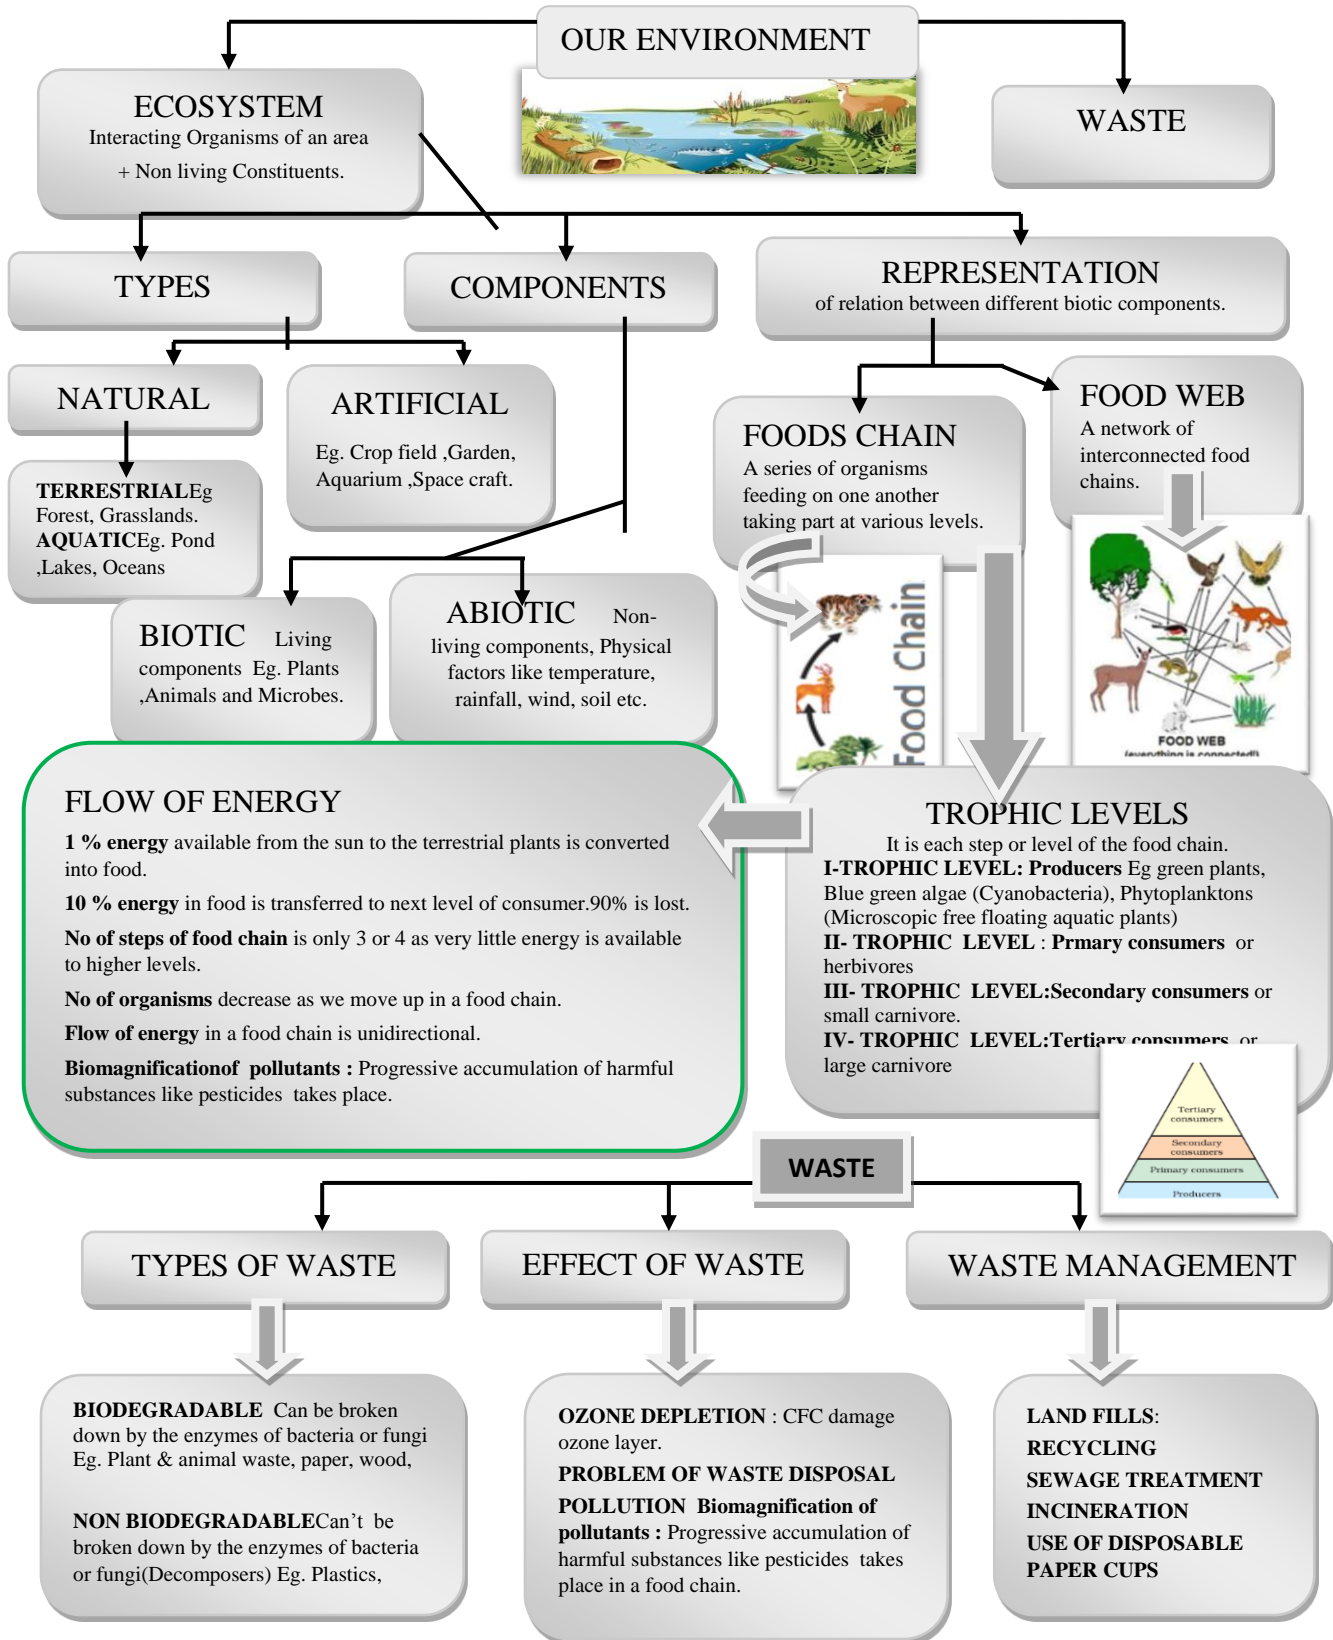 OUR ENVIRONMENT
ECOSYSTEM
Interacting Organisms of an area
+ Non living Constituents.
WASTE
TYPES
COMPONENTS
REPRESENTATION
of relation between different biotic components.
NATURAL
ARTIFICIAL
Eg. Crop field ,Garden,
Aquarium ,Space craft.
TERRESTRIALEg
Forest, Grasslands.
AQUATICEg. Pond
,Lakes, Oceans
FOODS CHAIN
A series of organisms
feeding on one another
taking part at various levels.
FOOD WEB
A network of
interconnected food
chains.
BIOTIC Living
components Eg. Plants
,Animals and Microbes.
ABIOTIC Non-
living components, Physical
factors like temperature,
rainfall, wind, soil etc.
Food Chain
FOOD WEB
(everything is connected!)
FLOW OF ENERGY
1 % energy available from the sun to the terrestrial plants is converted
into food.
10 % energy in food is transferred to next level of consumer.90% is lost.
No of steps of food chain is only 3 or 4 as very little energy is available
to higher levels.
No of organisms decrease as we move up in a food chain.
Flow of energy in a food chain is unidirectional.
Biomagnificationof pollutants : Progressive accumulation of harmful
substances like pesticides takes place.
TROPHIC LEVELS
It is each step or level of the food chain.
I-TROPHIC LEVEL: Producers Eg green plants,
Blue green algae (Cyanobacteria), Phytoplanktons
(Microscopic free floating aquatic plants)
II- TROPHIC LEVEL : Prmary consumers or
herbivores
III- TROPHIC LEVEL:Secondary consumers or
small carnivore.
IV- TROPHIC LEVEL:Tertiary consumers or
large carnivore
Tertiary
consumers
Secondary
consumers
Primary consumers
Producers
WASTE
TYPES OF WASTE
EFFECT OF WASTE
WASTE MANAGEMENT
BIODEGRADABLE Can be broken
down by the enzymes of bacteria or fungi
Eg. Plant & animal waste, paper, wood,
NON BIODEGRADABLECan’t be
broken down by the enzymes of bacteria
or fungi(Decomposers) Eg. Plastics,
OZONE DEPLETION : CFC damage
ozone layer.
PROBLEM OF WASTE DISPOSAL
POLLUTION Biomagnification of
pollutants : Progressive accumulation of
harmful substances like pesticides takes
place in a food chain.
LAND FILLS:
RECYCLING
SEWAGE TREATMENT
INCINERATION
USE OF DISPOSABLE
PAPER CUPS